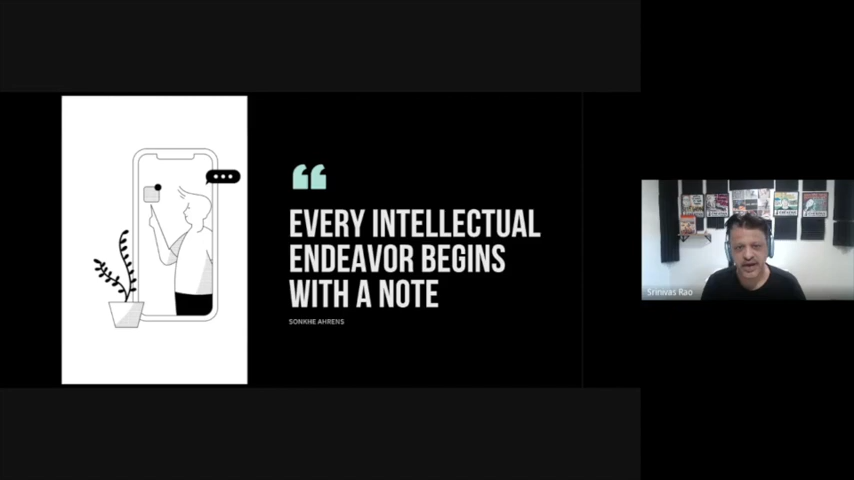 EVERY INTELLECTUAL
ENDEAVOR BEGINS
WITH A NOTE
SONKHE AHRENS
Srinivas Rao